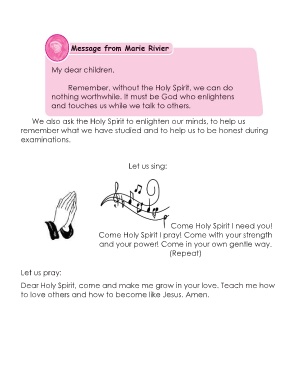 Message from Marie Rivier
My dear children,
Remember, without the Holy Spirit, we can do
nothing worthwhile. It must be God who enlightens
and touches us while we talk to others.
We also ask the Holy Spirit to enlighten our minds, to help us
remember what we have studied and to help us to be honest during
examinations.
Let us sing:
Come Holy Spirit I need you!
Come Holy Spirit I pray! Come with your strength
and your power! Come in your own gentle way.
(Repeat)
Let us pray:
Dear Holy Spirit, come and make me grow in your love. Teach me how
to love others and how to become like Jesus. Amen.